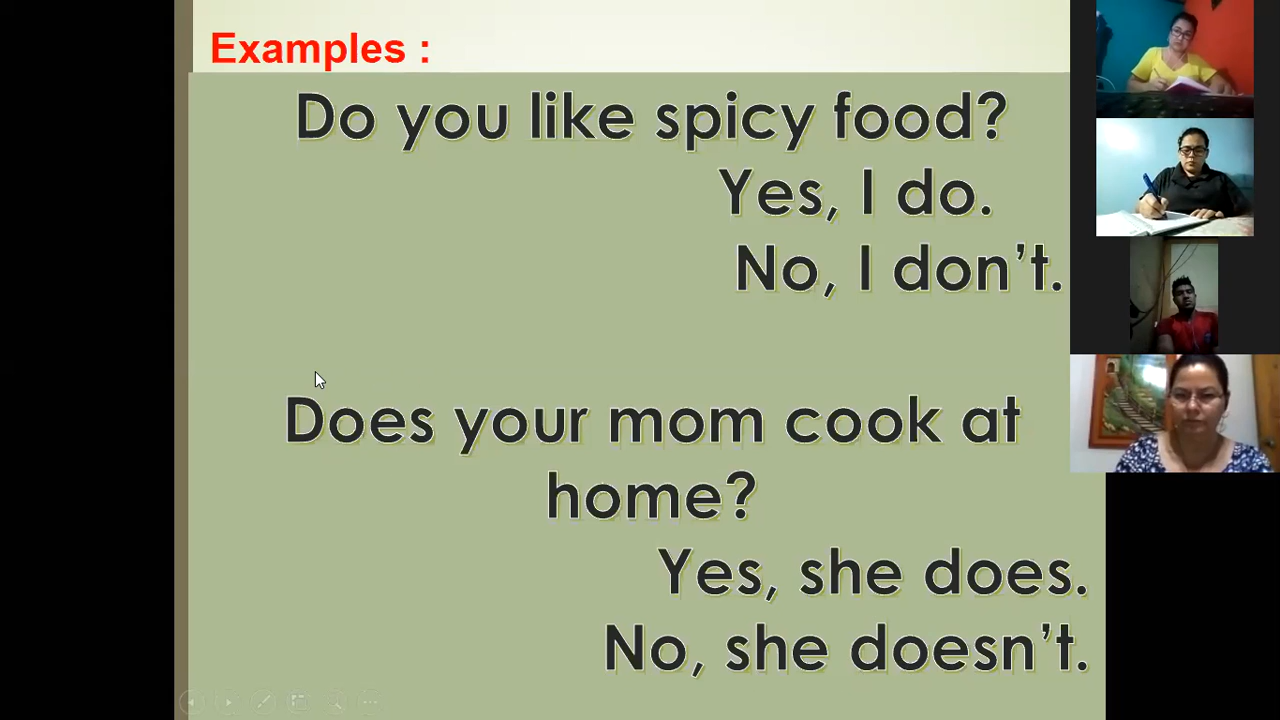 Examples :
Do you like spicy food?
Yes, I do.
No, I don’t.
Does your mom cook at
home?
Yes, she does.
No, she doesn’t.